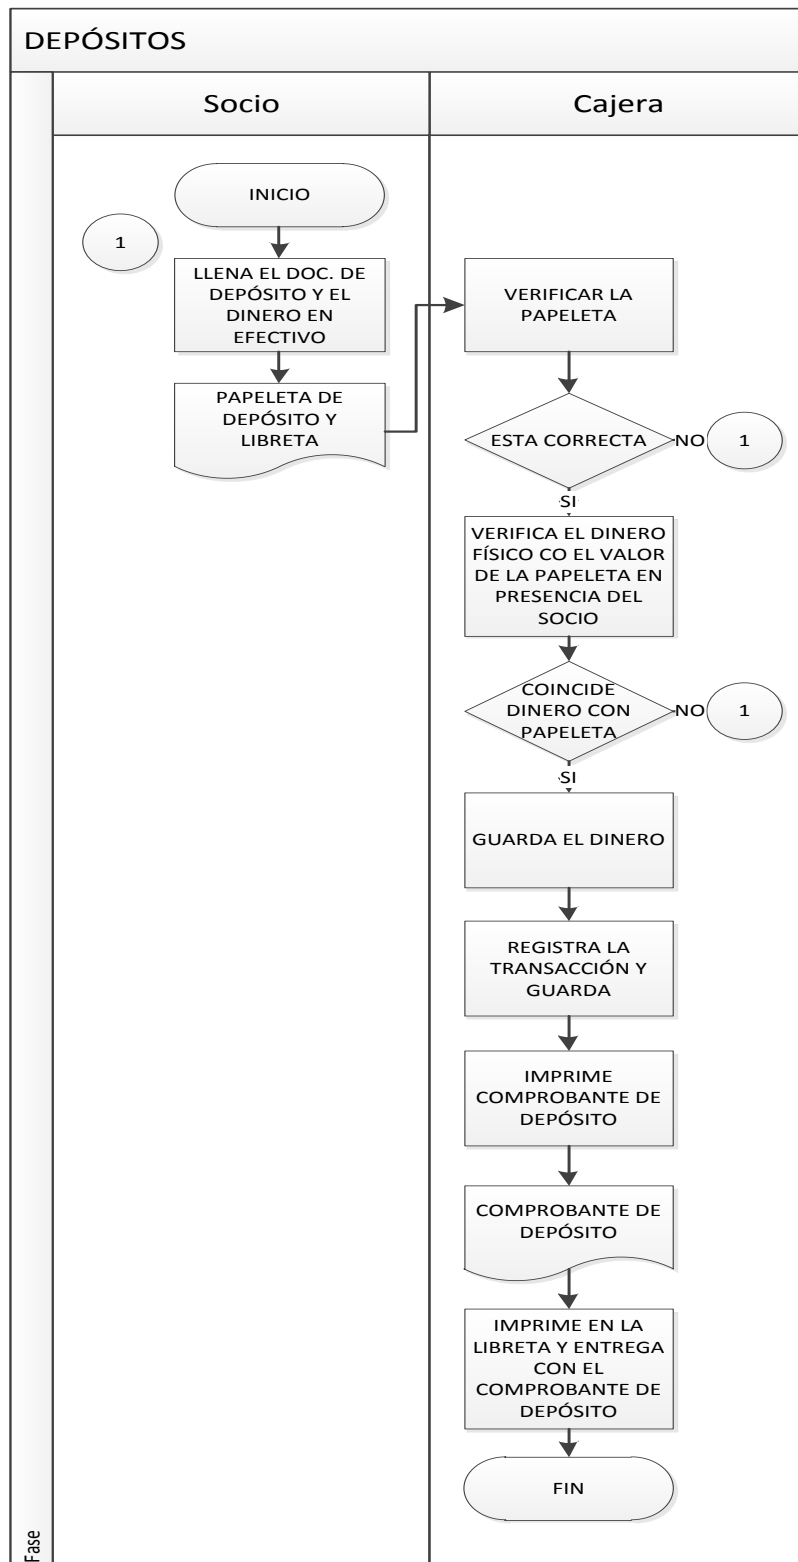 DEPÓSITOS
Socio
Cajera
INICIO
1
LLENA EL DOC. DE
DEPÓSITO Y EL
DINERO EN
EFECTIVO
PAPELETA DE
DEPÓSITO Y
LIBRETA
VERIFICAR LA
PAPELETA
ESTA CORRECTA
NO
1
SI
VERIFICA EL DINERO
FÍSICO CO EL VALOR
DE LA PAPELETA EN
PRESENCIA DEL
SOCIO
COINCIDE
DINERO CON
PAPELETA
NO
1
SI
GUARDA EL DINERO
REGISTRA LA
TRANSACCIÓN Y
GUARDA
IMPRIME
COMPROBANTE DE
DEPÓSITO
COMPROBANTE DE
DEPÓSITO
IMPRIME EN LA
LIBRETA Y ENTREGA
CON EL
COMPROBANTE DE
DEPÓSITO
FIN
Fase